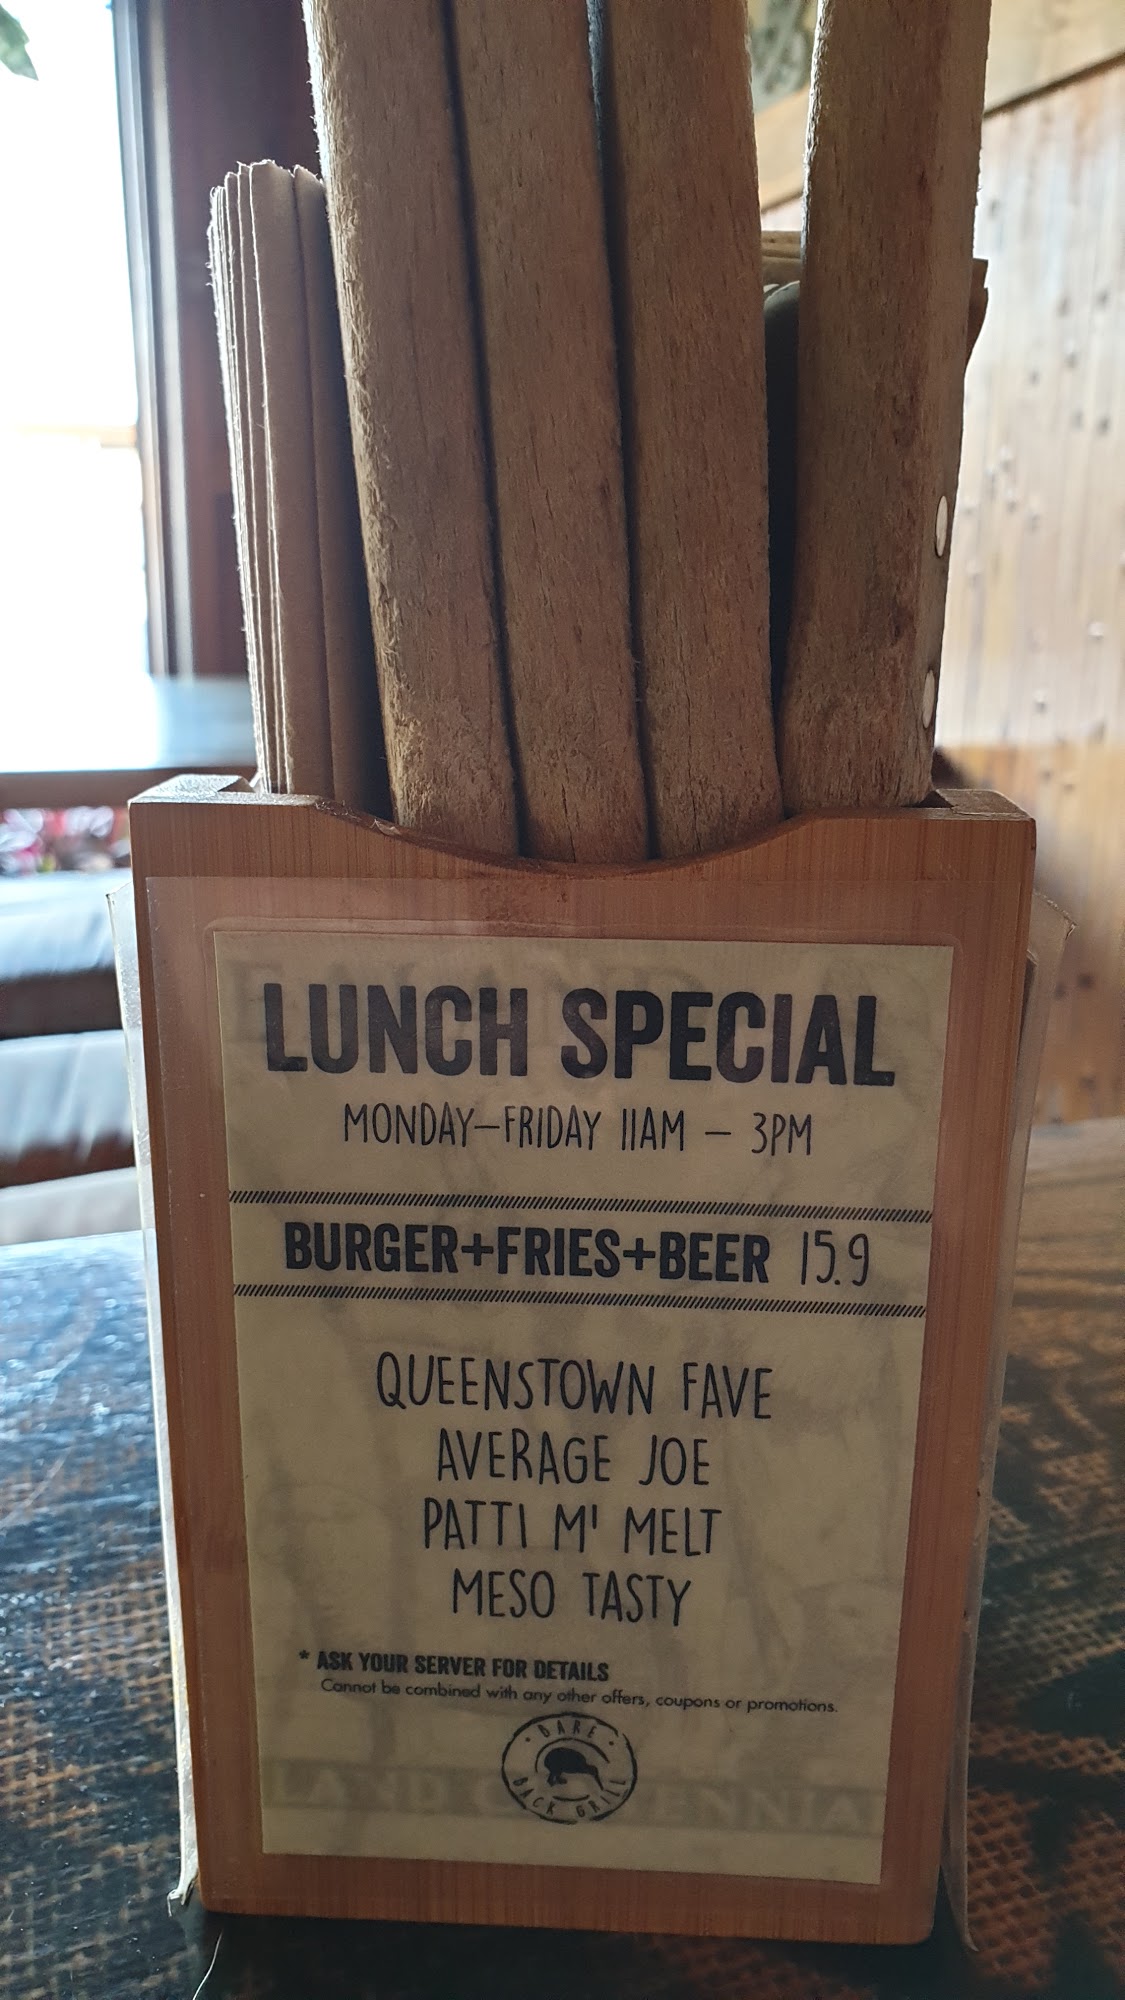 LUNCH SPECIAL
MONDAY–FRIDAY 11AM – 3PM
BURGER+FRIES+BEER 15.9
QUEENSTOWN FAVE
AVERAGE JOE
PATTI M' MELT
MESO TASTY
* ASK YOUR SERVER FOR DETAILS
Cannot be combined with any other offers, coupons or promotions.
BARE
BACK GRILL